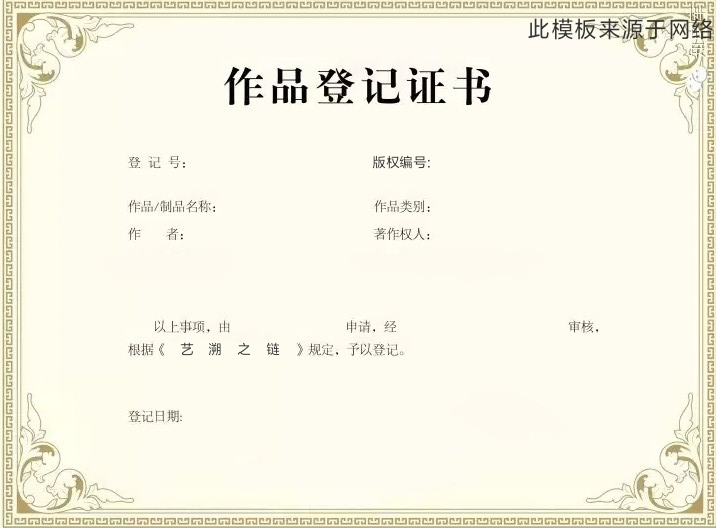 此模板来源于网络
作品登记证书
登 记 号： 版权编号:
作品/制品名称： 作品类别：
作 者： 著作权人：
以上事项，由 申请，经 审核，
根据《 艺 溯 之 链 》规定，予以登记。
登记日期: